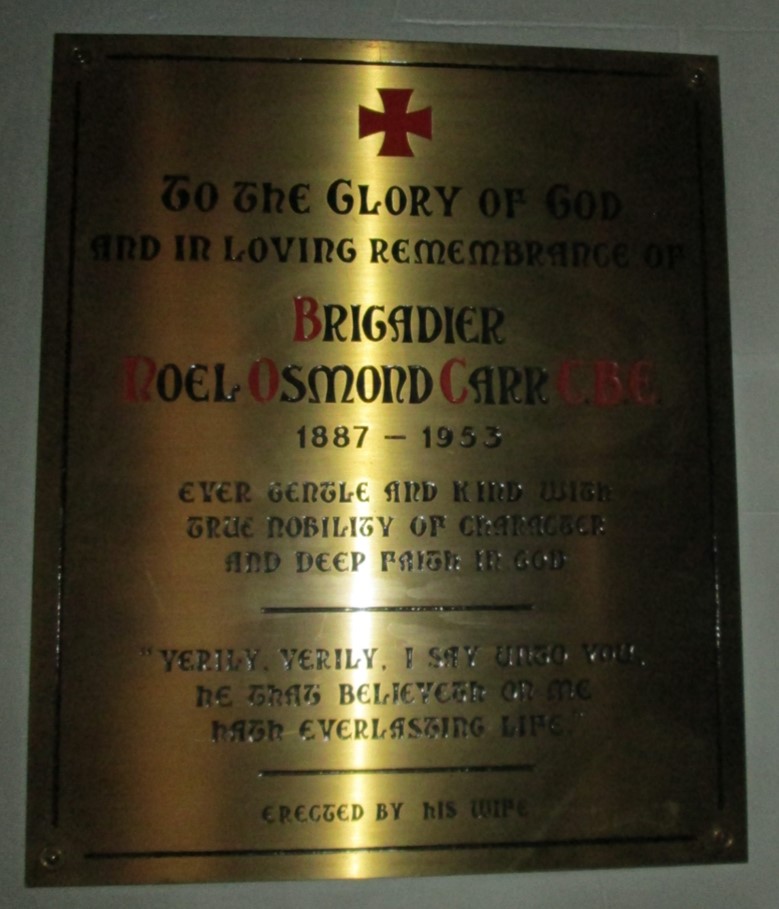 To the Glory of God
and in loving remembrance of
Brigadier
Noel Osmond Carr C.B.E.
1887 – 1953
ever gentle and kind with
true nobility of character
and deep faith in God
"Verily, verily, I say unto you,
he that believeth on me
hath everlasting life."
Erected by his wife